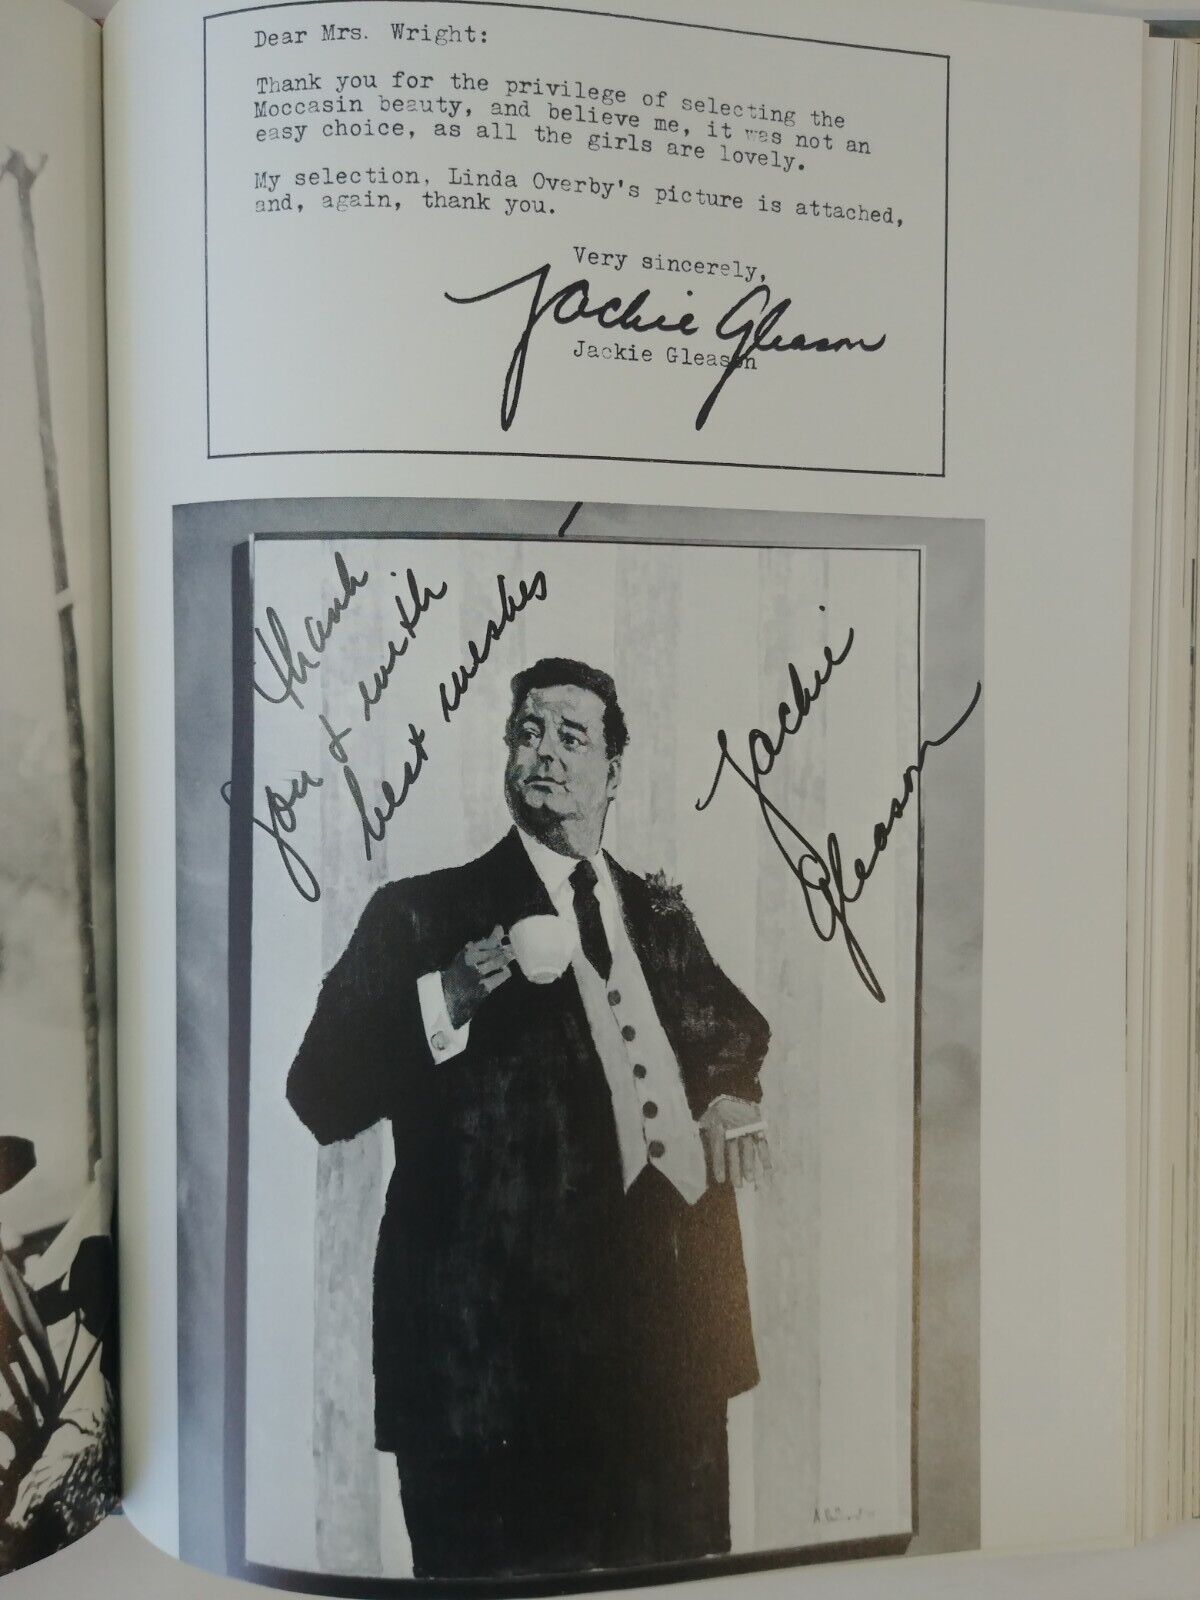 Dear Mrs. Wright:
Thank you for the privilege of selecting the
Moccasin beauty, and believe me, it was not an
easy choice, as all the girls are lovely.
My selection, Linda Overby's picture is attached,
and, again, thank you.
Very sincerely,
Jackie Gleason
Jackie Gleason
Thank
you & with
best wishes
Jackie
Gleason